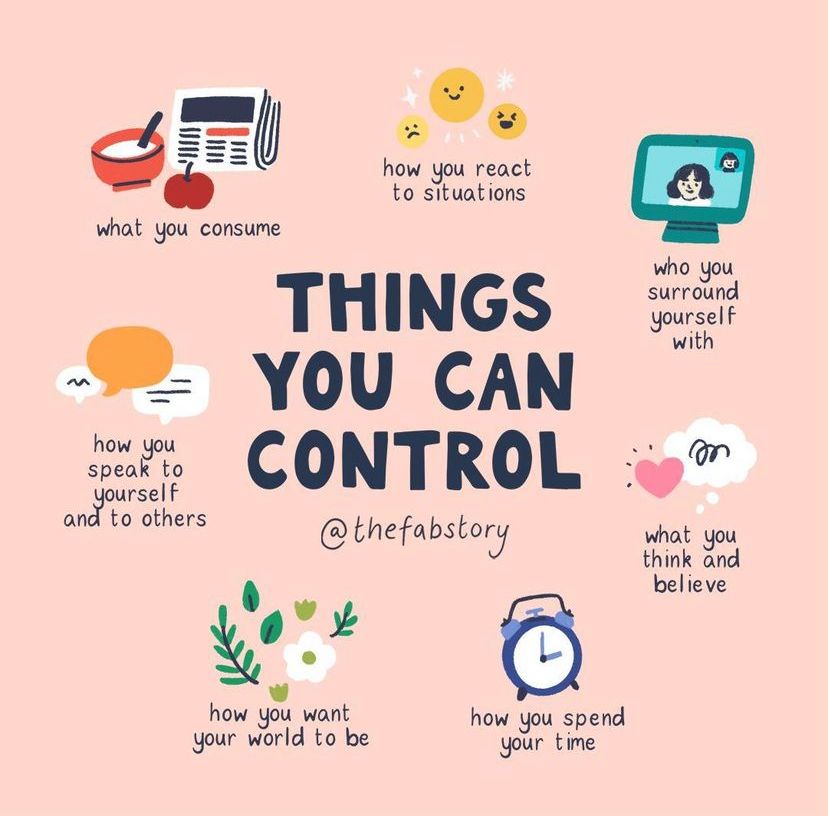 how you react
to situations
what you consume
who you
surround
yourself
with
THINGS
YOU CAN
CONTROL
@thefabstory
how you
speak to
yourself
and to others
what you
think and
believe
how you want
your world to be
how you spend
your time